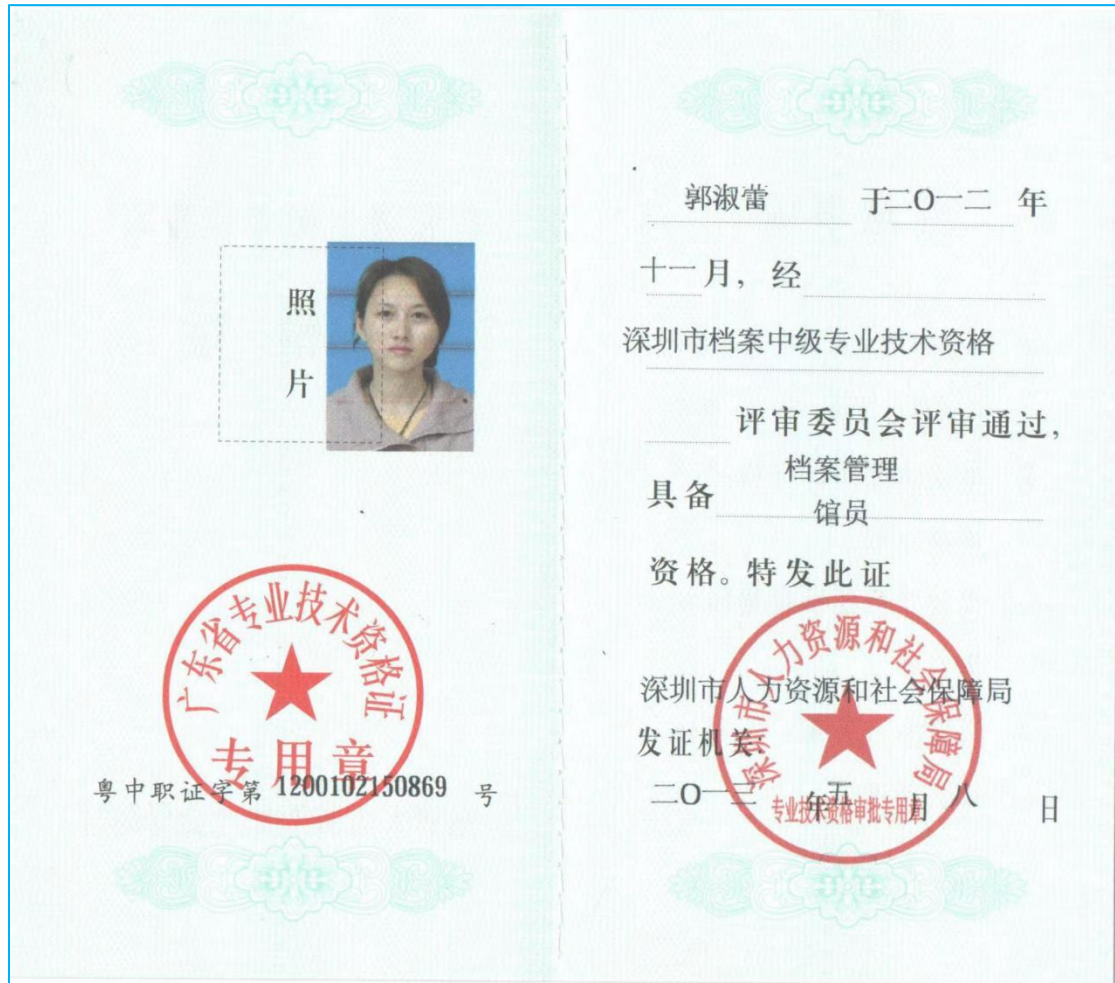 照
片
广东省专业技术资格证
专用章
粤中职证字第 1200102150869 号
郭淑蕾 于二〇一二 年
十一月，经
深圳市档案中级专业技术资格
评审委员会评审通过，
档案管理
具备 馆员
资格。特发此证
深圳市人力资源和社会保障局
发证机关：
二〇一三 年五 月八 日
深圳市人力资源和社会保障局
专业技术资格审批专用章